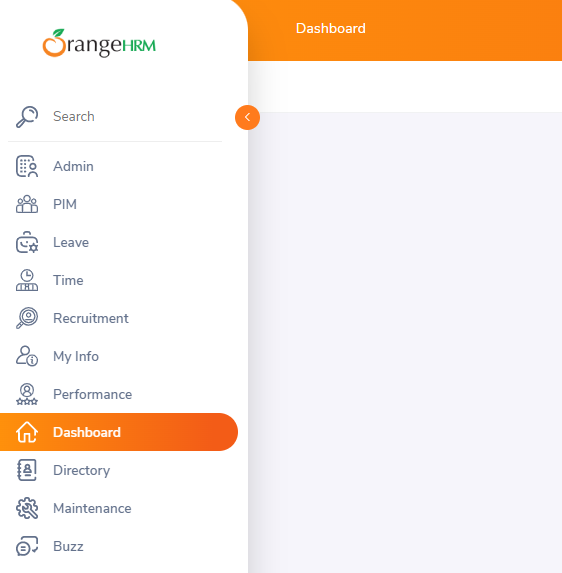 OrangeHRM
Dashboard
Search
Admin
PIM
Leave
Time
Recruitment
My Info
Performance
Dashboard
Directory
Maintenance
Buzz